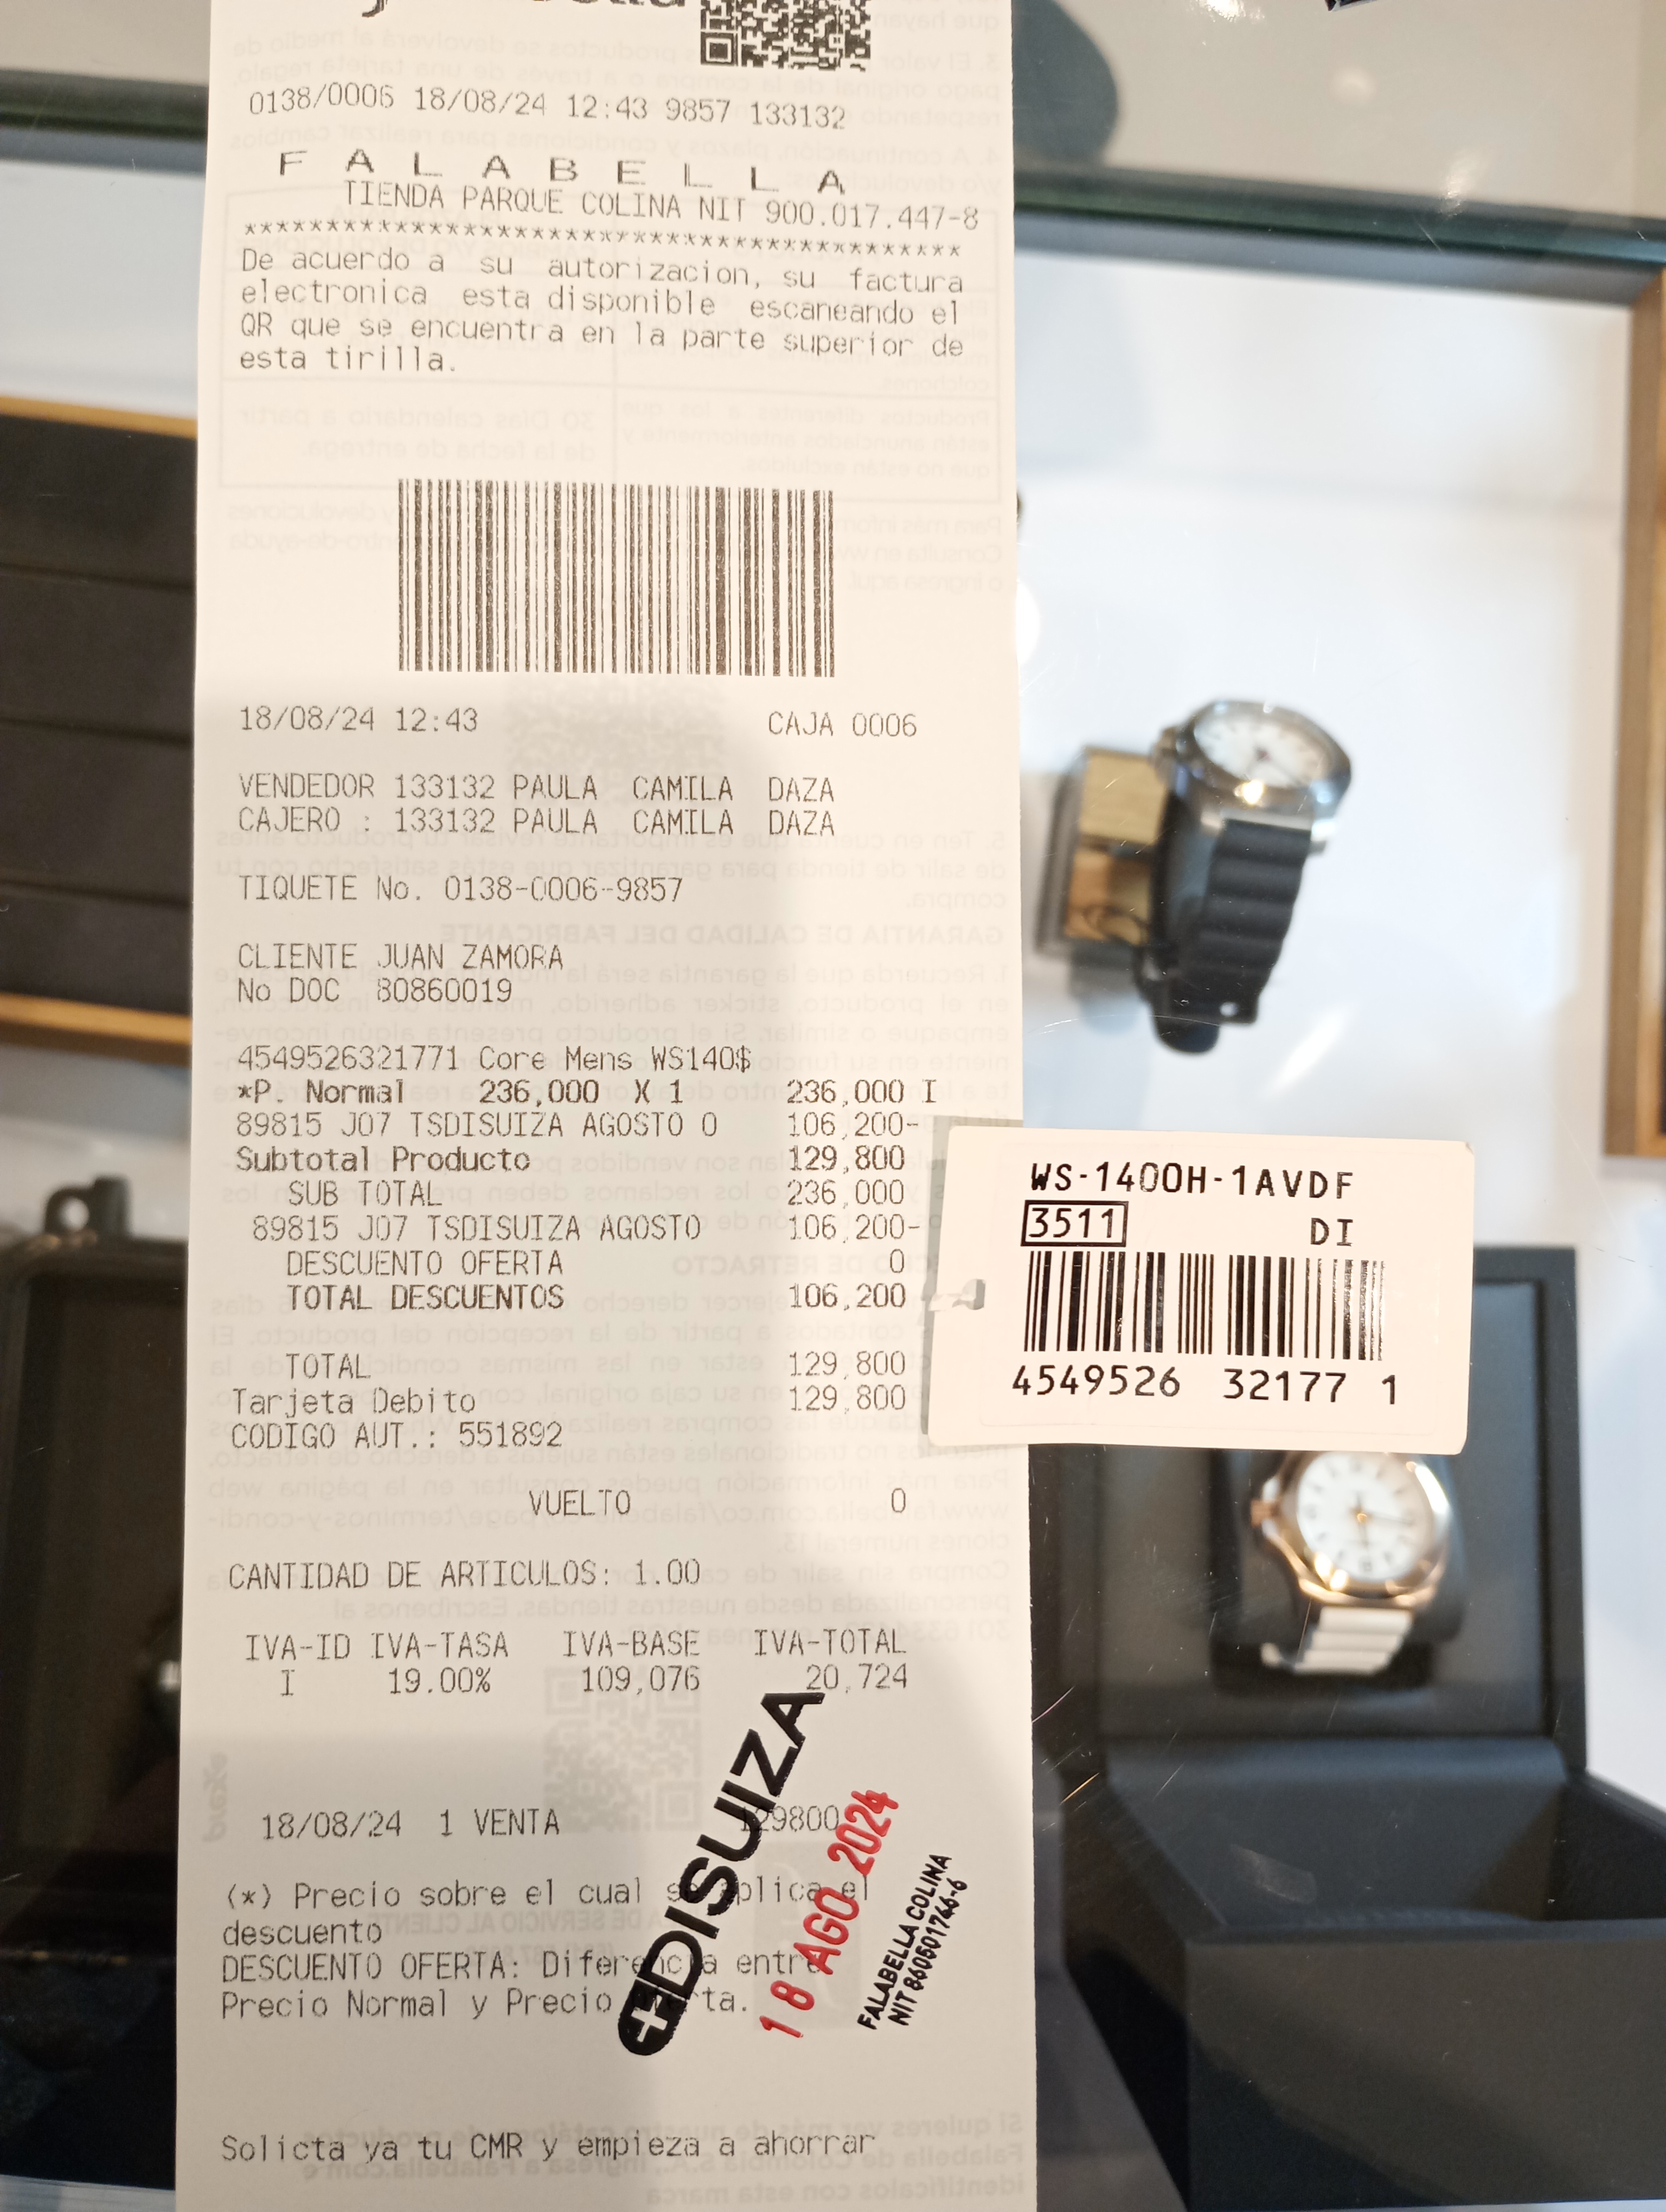 0138/0006 18/08/24 12:43 9857 133132
F A L A B E L L A
TIENDA PARQUE COLINA NIT 900.017.447-8
******************************************
De acuerdo a su autorizacion, su factura
electronica esta disponible escaneando el
QR que se encuentra en la parte superior de
esta tirilla.
18/08/24 12:43 CAJA 0006
VENDEDOR 133132 PAULA CAMILA DAZA
CAJERO : 133132 PAULA CAMILA DAZA
TIQUETE No. 0138-0006-9857
CLIENTE JUAN ZAMORA
No DOC 80860019
4549526321771 Core Mens WS140$
*P. Normal 236,000 X 1 236,000 I
89815 J07 TSDISUIZA AGOSTO 0 106,200-
Subtotal Producto 129,800
SUB TOTAL 236,000
89815 J07 TSDISUIZA AGOSTO 106,200-
DESCUENTO OFERTA 0
TOTAL DESCUENTOS 106,200
TOTAL 129,800
Tarjeta Debito 129,800
CODIGO AUT.: 551892
VUELTO 0
CANTIDAD DE ARTICULOS: 1.00
IVA-ID IVA-TASA IVA-BASE IVA-TOTAL
I 19.00% 109,076 20,724
18/08/24 1 VENTA 129800
(*) Precio sobre el cual se aplica el
descuento
DESCUENTO OFERTA: Diferencia entre
Precio Normal y Precio
DISUIZA
18 AGO 2024
FALABELLA COLINA
NIT 860501746-6
Solicta ya tu CMR y empieza a ahorrar
WS-1400H-1AVDF
3511 DI
4549526 32177 1